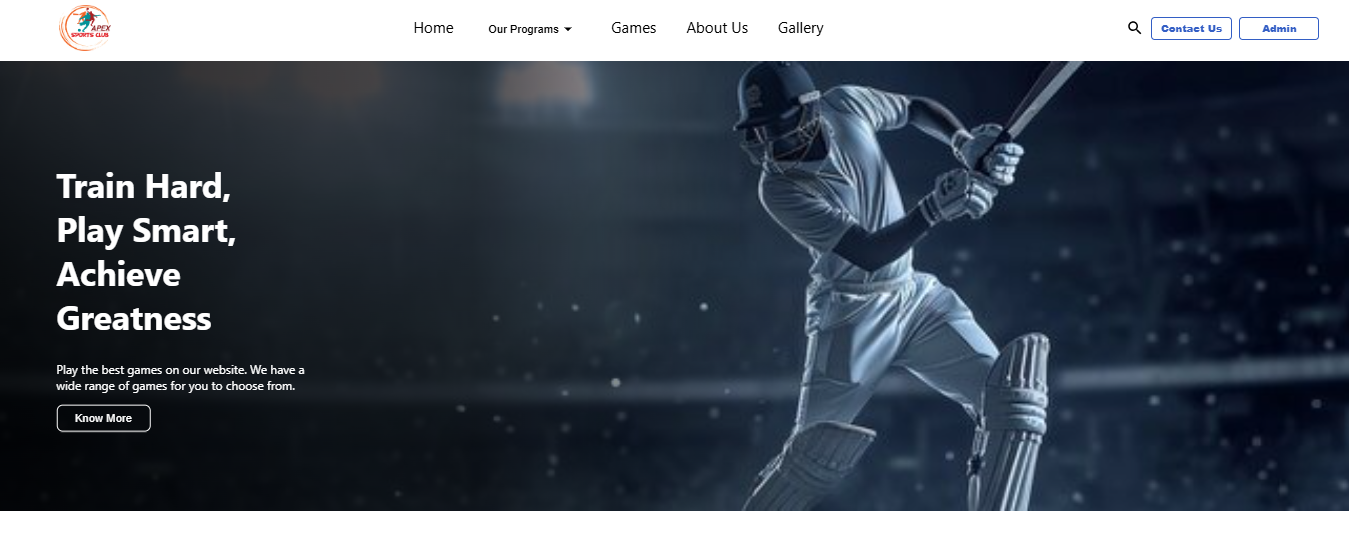 APEX
SPORTS CLUB
Home
Our Programs
Games
About Us
Gallery
Contact Us
Admin
Train Hard,
Play Smart,
Achieve
Greatness
Play the best games on our website. We have a
wide range of games for you to choose from.
Know More